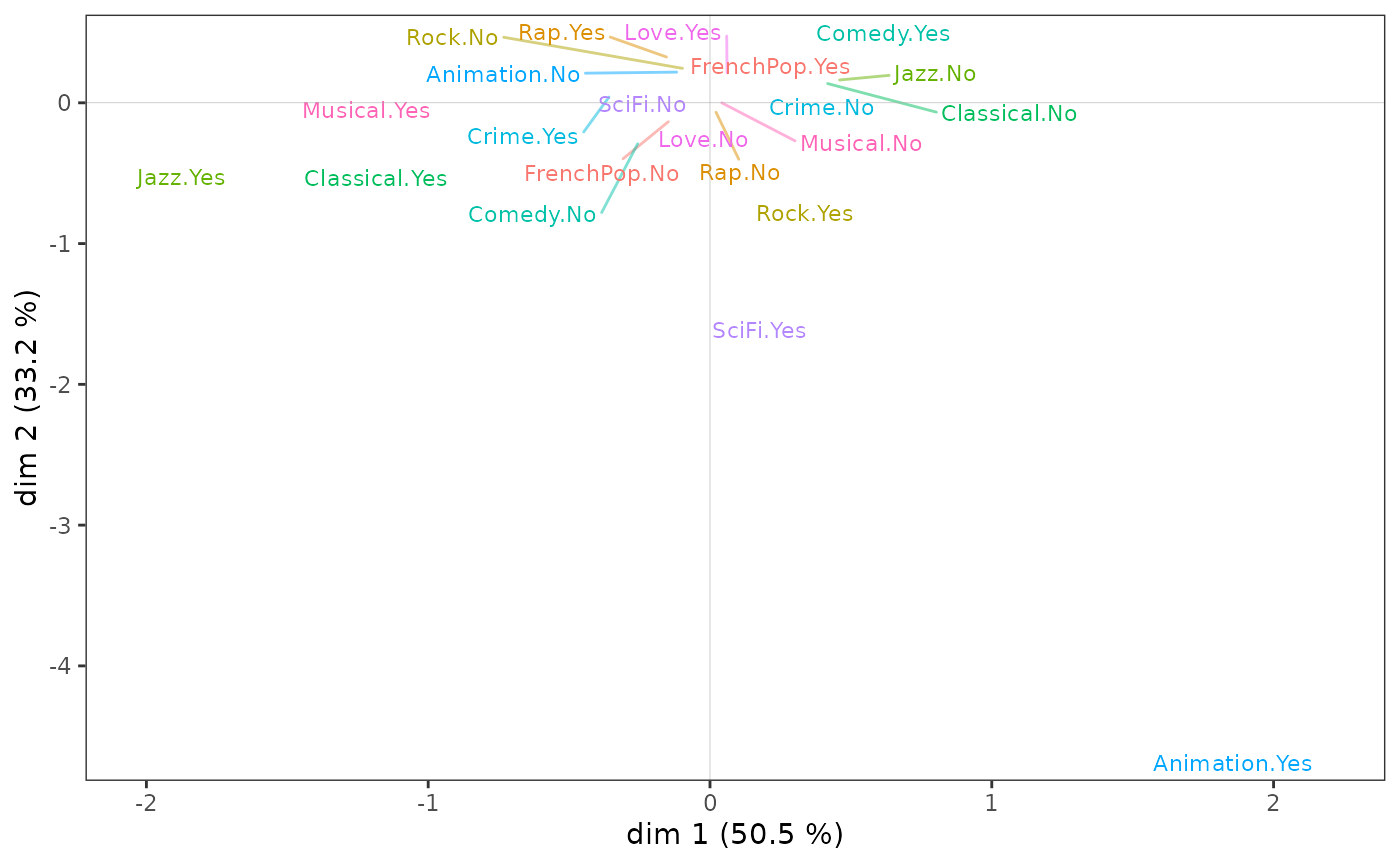 Rap.Yes
Love.Yes
Comedy.Yes
Rock.No
FrenchPop.Yes
Jazz.No
Animation.No
0
SciFi.No
Crime.No
Musical.Yes
Classical.No
Crime.Yes
Love.No
Musical.No
FrenchPop.No
Rap.No
Jazz.Yes
Classical.Yes
Comedy.No
Rock.Yes
-1
SciFi.Yes
-2
-3
-4
Animation.Yes
dim 2 (33.2 %)
-2
-1
0
1
2
dim 1 (50.5 %)